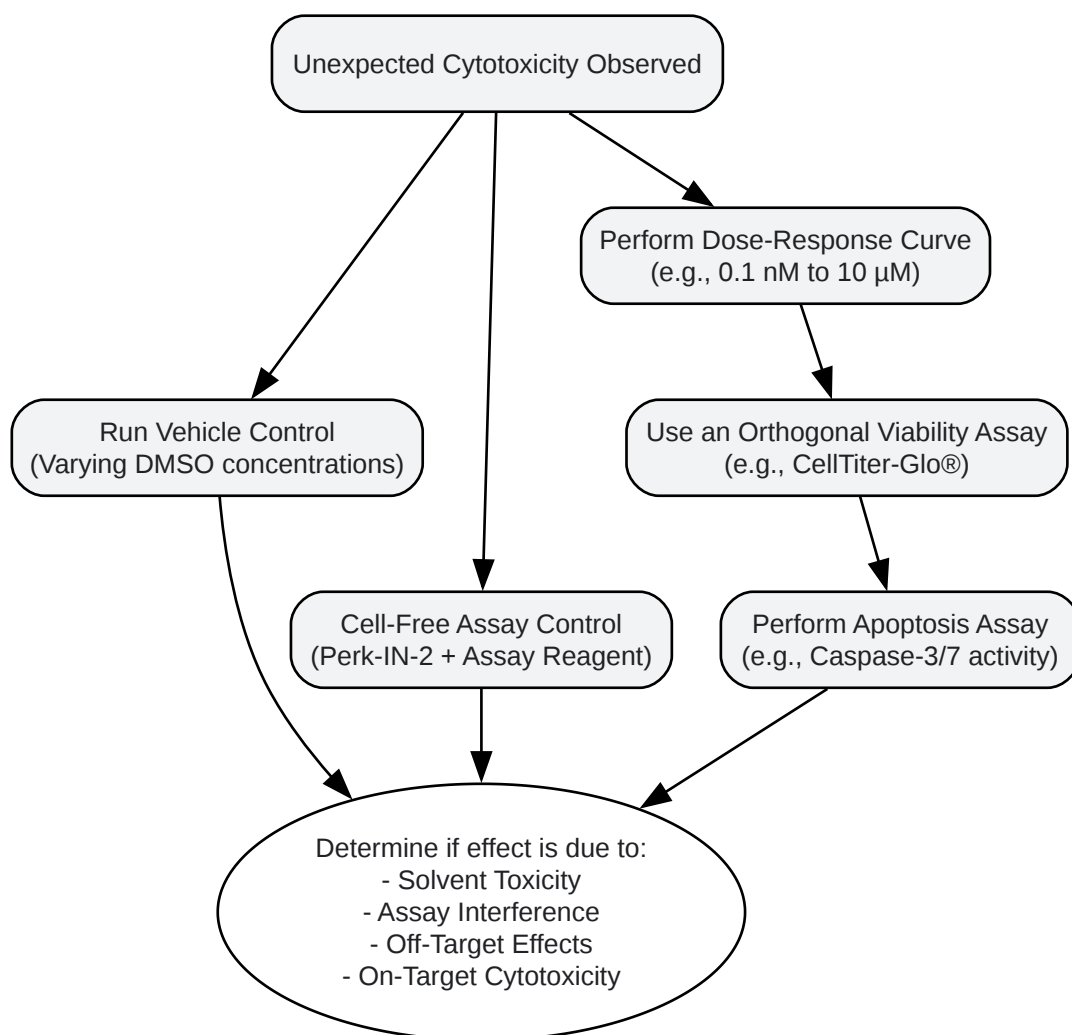 Unexpected Cytotoxicity Observed
Perform Dose-Response Curve
(e.g., 0.1 nM to 10 µM)
Run Vehicle Control
(Varying DMSO concentrations)
Use an Orthogonal Viability Assay
(e.g., CellTiter-Glo®)
Cell-Free Assay Control
(Perk-IN-2 + Assay Reagent)
Perform Apoptosis Assay
(e.g., Caspase-3/7 activity)
Determine if effect is due to:
- Solvent Toxicity
- Assay Interference
- Off-Target Effects
- On-Target Cytotoxicity